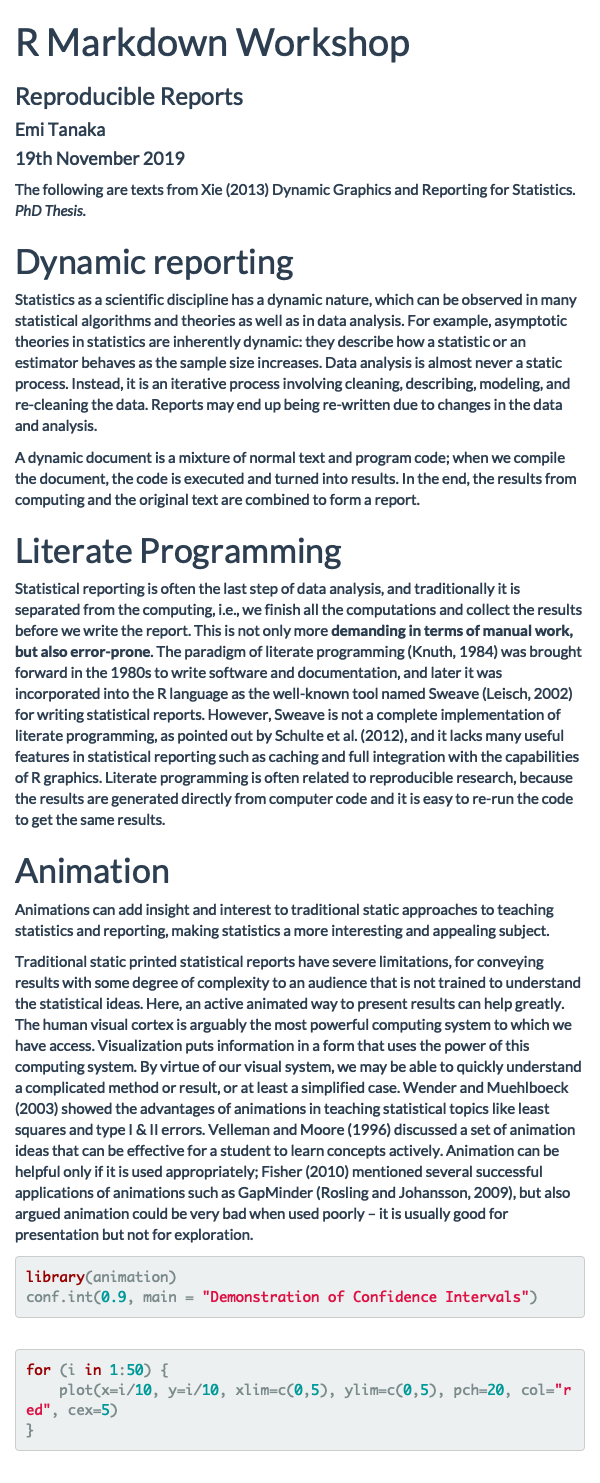 R Markdown Workshop
Reproducible Reports
Emi Tanaka
19th November 2019
The following are texts from Xie (2013) Dynamic Graphics and Reporting for Statistics.
PhD Thesis.
Dynamic reporting
Statistics as a scientific discipline has a dynamic nature, which can be observed in many
statistical algorithms and theories as well as in data analysis. For example, asymptotic
theories in statistics are inherently dynamic: they describe how a statistic or an
estimator behaves as the sample size increases. Data analysis is almost never a static
process. Instead, it is an iterative process involving cleaning, describing, modeling, and
re-cleaning the data. Reports may end up being re-written due to changes in the data
and analysis.
A dynamic document is a mixture of normal text and program code; when we compile
the document, the code is executed and turned into results. In the end, the results from
computing and the original text are combined to form a report.
Literate Programming
Statistical reporting is often the last step of data analysis, and traditionally it is
separated from the computing, i.e., we finish all the computations and collect the results
before we write the report. This is not only more demanding in terms of manual work,
but also error-prone. The paradigm of literate programming (Knuth, 1984) was brought
forward in the 1980s to write software and documentation, and later it was
incorporated into the R language as the well-known tool named Sweave (Leisch, 2002)
for writing statistical reports. However, Sweave is not a complete implementation of
literate programming, as pointed out by Schulte et al. (2012), and it lacks many useful
features in statistical reporting such as caching and full integration with the capabilities
of R graphics. Literate programming is often related to reproducible research, because
the results are generated directly from computer code and it is easy to re-run the code
to get the same results.
Animation
Animations can add insight and interest to traditional static approaches to teaching
statistics and reporting, making statistics a more interesting and appealing subject.
Traditional static printed statistical reports have severe limitations, for conveying
results with some degree of complexity to an audience that is not trained to understand
the statistical ideas. Here, an active animated way to present results can help greatly.
The human visual cortex is arguably the most powerful computing system to which we
have access. Visualization puts information in a form that uses the power of this
computing system. By virtue of our visual system, we may be able to quickly understand
a complicated method or result, or at least a simplified case. Wender and Muehlboeck
(2003) showed the advantages of animations in teaching statistical topics like least
squares and type I & II errors. Velleman and Moore (1996) discussed a set of animation
ideas that can be effective for a student to learn concepts actively. Animation can be
helpful only if it is used appropriately; Fisher (2010) mentioned several successful
applications of animations such as GapMinder (Rosling and Johansson, 2009), but also
argued animation could be very bad when used poorly – it is usually good for
presentation but not for exploration.
library(animation)
conf.int(0.9, main = "Demonstration of Confidence Intervals")
for (i in 1:50) {
    plot(x=i/10, y=i/10, xlim=c(0,5), ylim=c(0,5), pch=20, col="r
ed", cex=5)
}